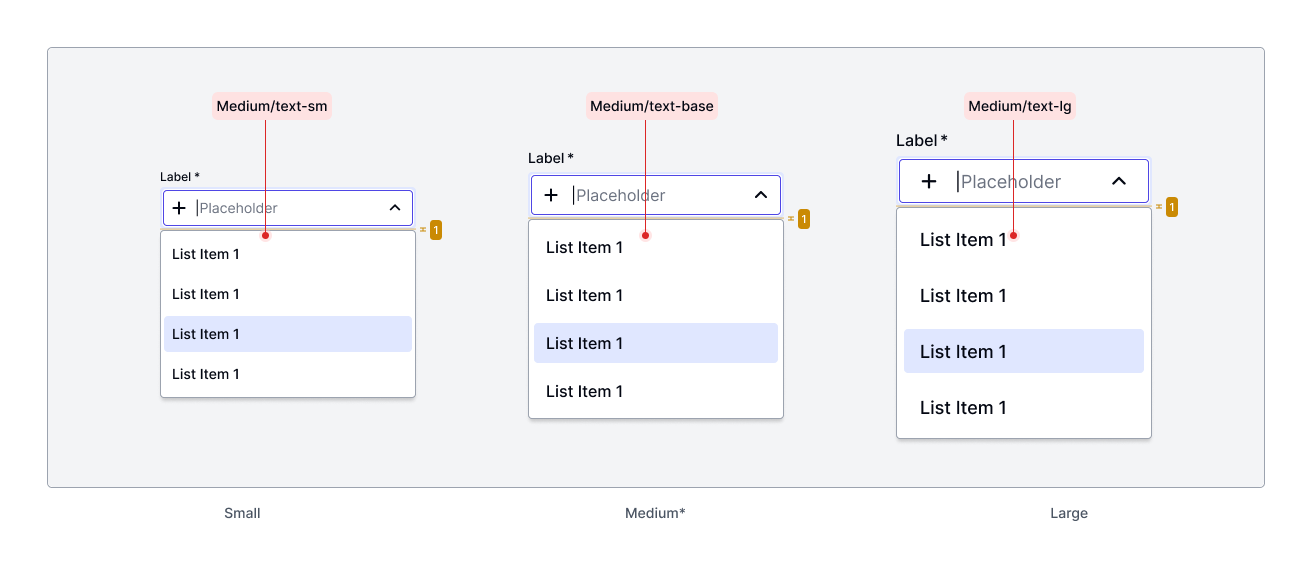 Medium/text-sm
Label *
Placeholder
1
List Item 1
List Item 1
List Item 1
List Item 1
Small
Medium/text-base
Label *
Placeholder
1
List Item 1
List Item 1
List Item 1
List Item 1
Medium*
Medium/text-lg
Label *
Placeholder
1
List Item 1
List Item 1
List Item 1
List Item 1
Large